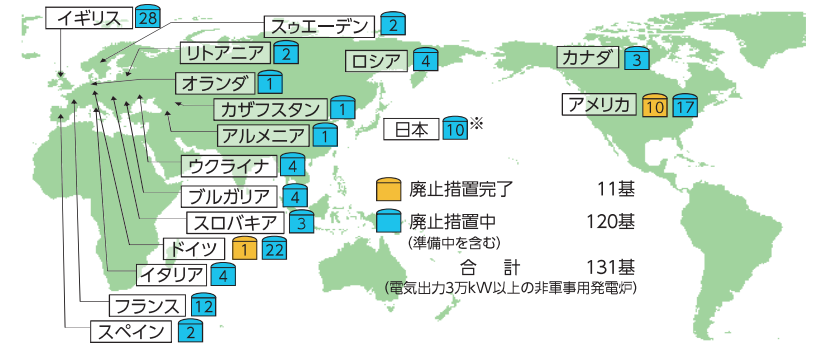 イギリス 28
スゥエーデン 2
リトアニア 2
ロシア 4
カナダ 3
オランダ 1
カザフスタン 1
アメリカ 10 17
アルメニア 1
日本 10 ※
ウクライナ 4
ブルガリア 4
スロバキア 3
ドイツ 1 22
イタリア 4
フランス 12
スペイン 2
廃止措置完了 11基
廃止措置中 120基
(準備中を含む)
合 計 131基
(電気出力3万kW以上の非軍事用発電炉)